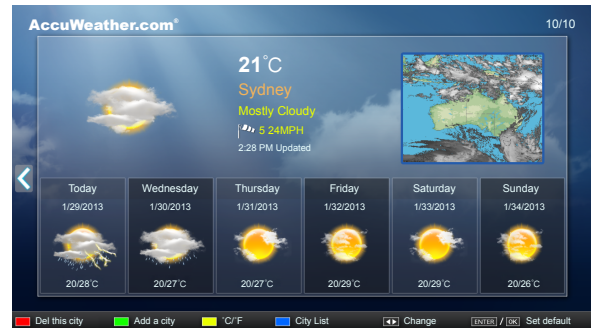 AccuWeather.com®
10/10
21°C
Sydney
Mostly Cloudy
5 24MPH
2:28 PM Updated
Today
1/29/2013
20/28°C
Wednesday
1/30/2013
20/27°C
Thursday
1/31/2013
20/27°C
Friday
1/32/2013
20/29°C
Saturday
1/33/2013
20/29°C
Sunday
1/34/2013
20/26°C
Del this city
Add a city
°C/°F
City List
Change
ENTER / OK Set default